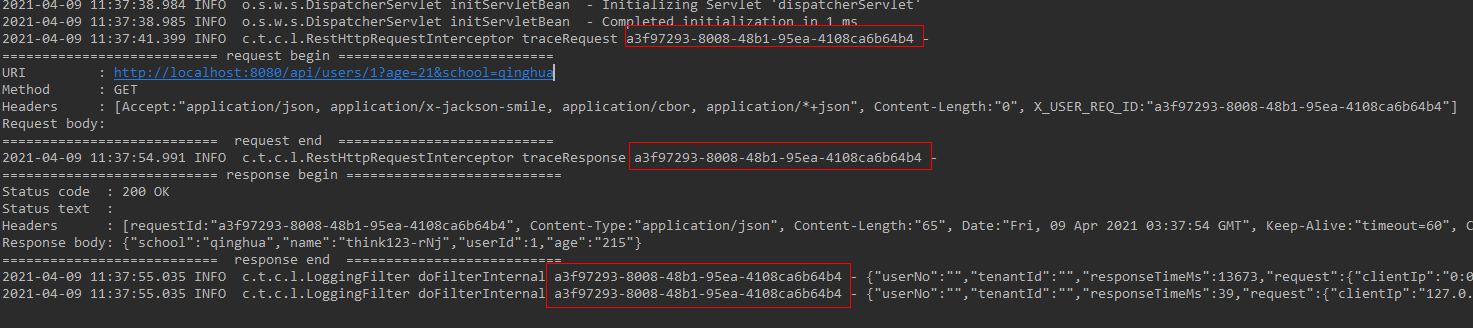 2021-04-09 11:37:38.984 INFO  o.s.w.s.DispatcherServlet initServletBean  - Initializing Servlet 'dispatcherServlet'
2021-04-09 11:37:38.985 INFO  o.s.w.s.DispatcherServlet initServletBean  - Completed initialization in 1 ms
2021-04-09 11:37:41.399 INFO  c.t.c.l.RestHttpRequestInterceptor traceRequest a3f97293-8008-48b1-95ea-4108ca6b64b4 -
=========================== request begin ===========================
URI         : http://localhost:8080/api/users/1?age=21&school=qinghua
Method      : GET
Headers     : [Accept:"application/json, application/x-jackson-smile, application/cbor, application/*+json", Content-Length:"0", X_USER_REQ_ID:"a3f97293-8008-48b1-95ea-4108ca6b64b4"]
Request body:
===========================  request end  ===========================
2021-04-09 11:37:54.991 INFO  c.t.c.l.RestHttpRequestInterceptor traceResponse a3f97293-8008-48b1-95ea-4108ca6b64b4 -
=========================== response begin ===========================
Status code  : 200 OK
Status text  :
Headers      : [requestId:"a3f97293-8008-48b1-95ea-4108ca6b64b4", Content-Type:"application/json", Content-Length:"65", Date:"Fri, 09 Apr 2021 03:37:54 GMT", Keep-Alive:"timeout=60", C
Response body: {"school":"qinghua","name":"think123-rNj","userId":1,"age":"215"}
===========================  response end  ===========================
2021-04-09 11:37:55.035 INFO  c.t.c.l.LoggingFilter doFilterInternal a3f97293-8008-48b1-95ea-4108ca6b64b4 - {"userNo":"","tenantId":"","responseTimeMs":13673,"request":{"clientIp":"0:0
2021-04-09 11:37:55.035 INFO  c.t.c.l.LoggingFilter doFilterInternal a3f97293-8008-48b1-95ea-4108ca6b64b4 - {"userNo":"","tenantId":"","responseTimeMs":39,"request":{"clientIp":"127.0.